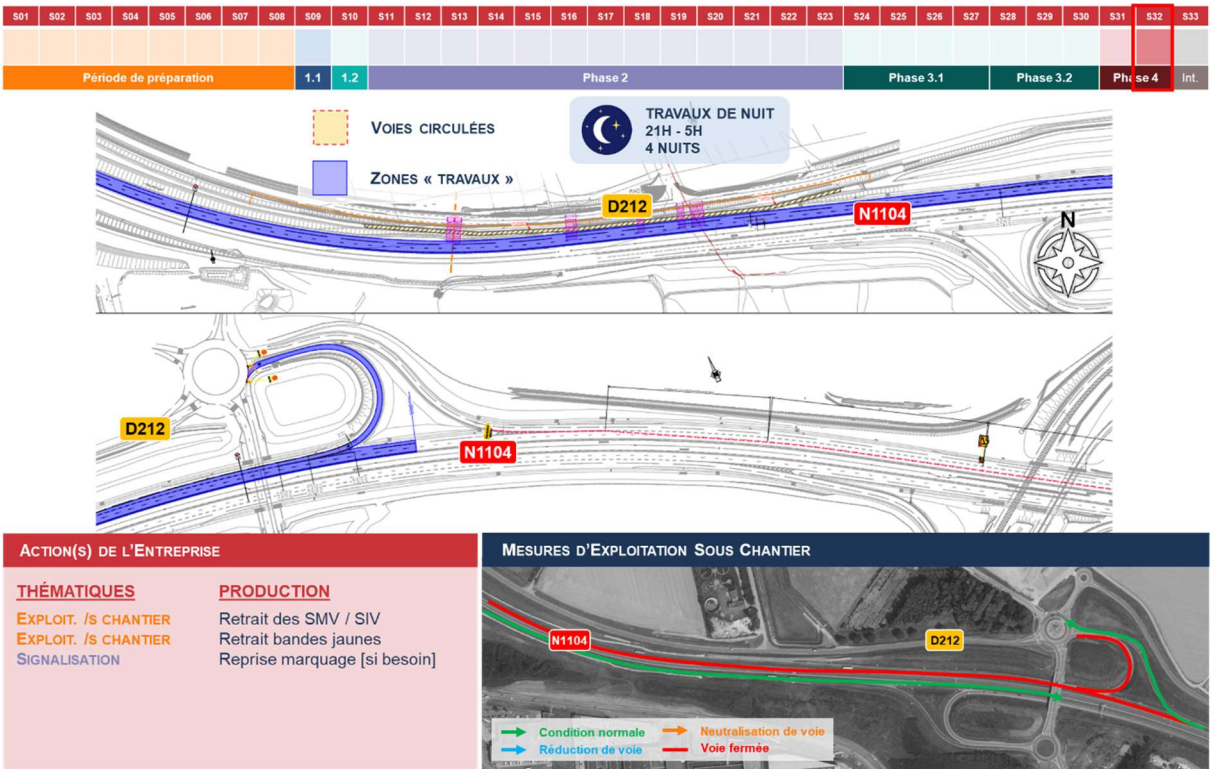 S01 S02 S03 S04 S05 S06 S07 S08 S09 S10 S11 S12 S13 S14 S15 S16 S17 S18 S19 S20 S21 S22 S23 S24 S25 S26 S27 S28 S29 S30 S31 S32 S33
Période de préparation 1.1 1.2 Phase 2 Phase 3.1 Phase 3.2 Phase 4 Int.
VOIES CIRCULÉES
ZONES « TRAVAUX »
TRAVAUX DE NUIT
21H - 5H
4 NUITS
D212
N1104
N
D212
N1104
ACTION(S) DE L'ENTREPRISE
THÉMATIQUES PRODUCTION
EXPLOIT. /S CHANTIER Retrait des SMV / SIV
EXPLOIT. /S CHANTIER Retrait bandes jaunes
SIGNALISATION Reprise marquage [si besoin]
MESURES D'EXPLOITATION SOUS CHANTIER
N1104
D212
Condition normale Neutralisation de voie
Réduction de voie Voie fermée